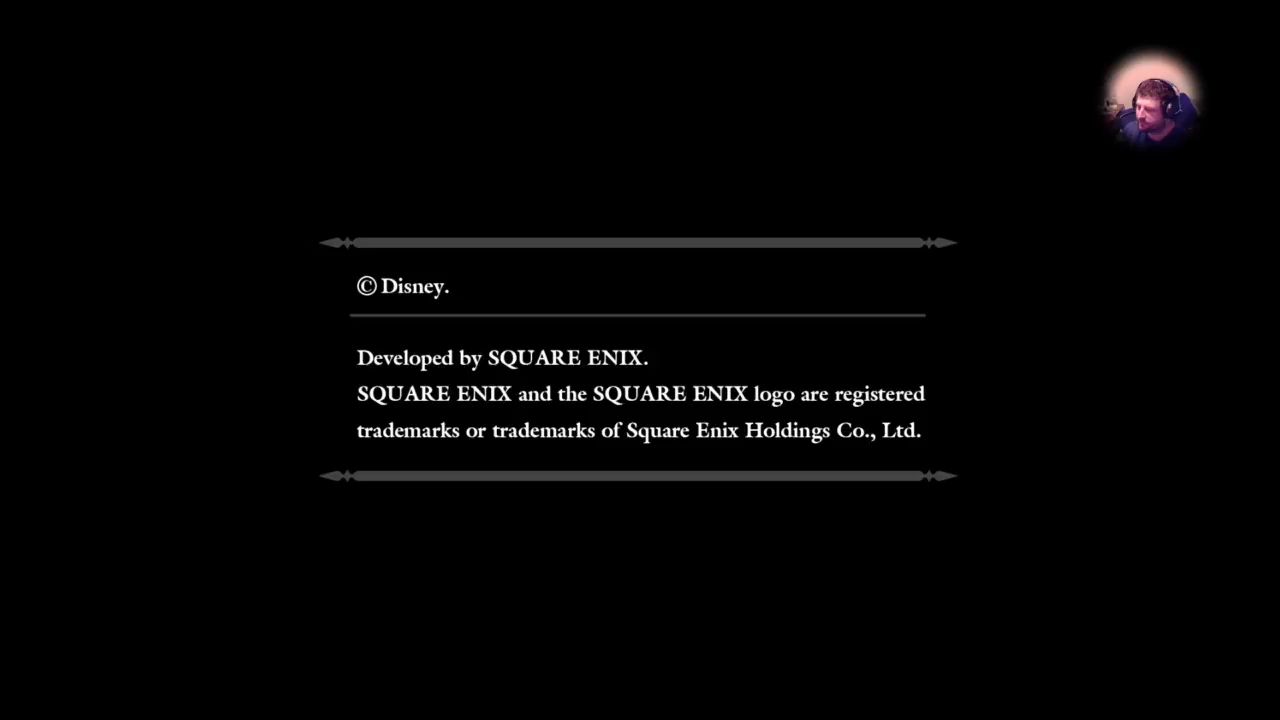 © Disney.
Developed by SQUARE ENIX.
SQUARE ENIX and the SQUARE ENIX logo are registered
trademarks or trademarks of Square Enix Holdings Co., Ltd.